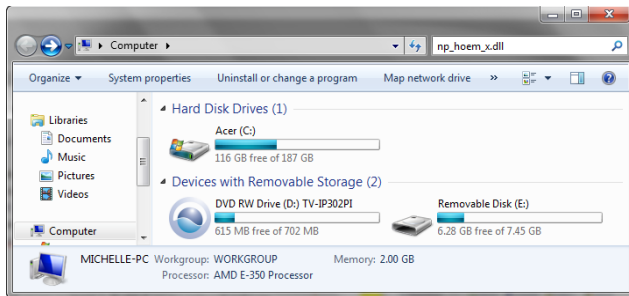 Computer
np_hoem_x.dll
Organize System properties Uninstall or change a program Map network drive »
Libraries
Documents
Music
Pictures
Videos
Computer
Hard Disk Drives (1)
Acer (C:)
116 GB free of 187 GB
Devices with Removable Storage (2)
DVD RW Drive (D:) TV-IP302PI
615 MB free of 702 MB
Removable Disk (E:)
6.28 GB free of 7.45 GB
MICHELLE-PC Workgroup: WORKGROUP Memory: 2.00 GB
Processor: AMD E-350 Processor